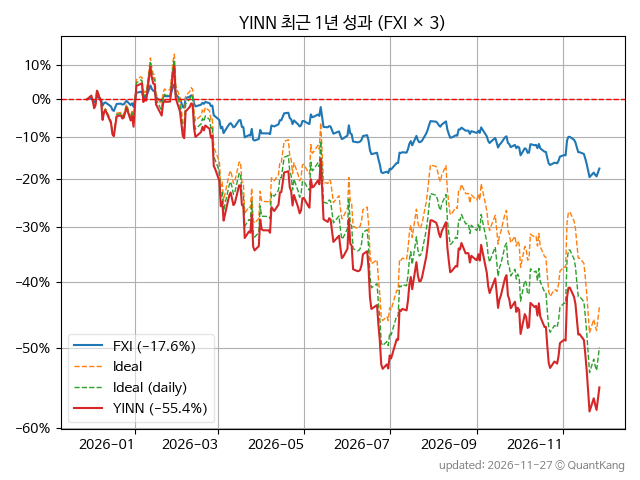 YINN 최근 1년 성과 (FXI × 3)
10%
0%
−10%
−20%
−30%
−40%
−50%
−60%
FXI (−17.6%)
Ideal
Ideal (daily)
YINN (−55.4%)
2026-01 2026-03 2026-05 2026-07 2026-09 2026-11
updated: 2026-11-27 © QuantKang